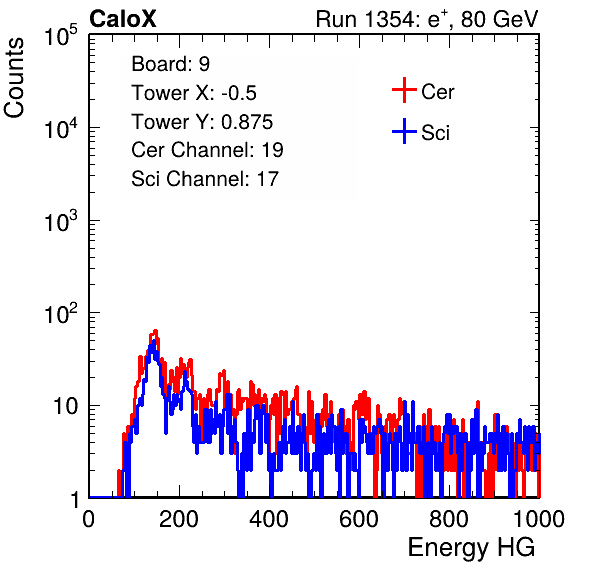 CaloX Run 1354: e⁺, 80 GeV
Counts
10⁵
10⁴
10³
10²
10
1
Board: 9
Tower X: -0.5
Tower Y: 0.875
Cer Channel: 19
Sci Channel: 17
Cer
Sci
0 200 400 600 800 1000
Energy HG